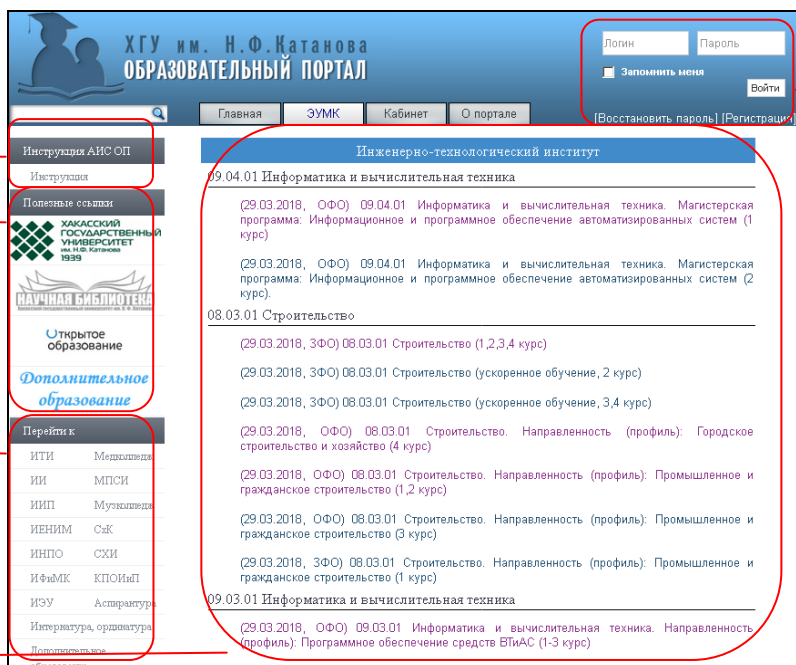 ХГУ им. Н.Ф.Катанова
ОБРАЗОВАТЕЛЬНЫЙ ПОРТАЛ
Логин Пароль
Запомнить меня
Войти
[Восстановить пароль] [Регистрация]
Главная ЭУМК Кабинет О портале
Инструкция АИС ОП
Инструкция
Полезные ссылки
ХАКАССКИЙ
ГОСУДАРСТВЕННЫЙ
УНИВЕРСИТЕТ
им. Н.Ф. Катанова
1939
НАУЧНАЯ БИБЛИОТЕКА
Открытое
образование
Дополнительное
образование
Перейти к
ИТИ Медколледж
ИИ МПСИ
ИИП Музколледж
ИЕНИМ СхК
ИНПО СХИ
ИФиМК КПОИиП
ИЭУ Аспирантура
Интернатура, ординатура
Дополнительное
Инженерно-технологический институт
09.04.01 Информатика и вычислительная техника
(29.03.2018, ОФО) 09.04.01 Информатика и вычислительная техника. Магистерская
программа: Информационное и программное обеспечение автоматизированных систем (1
курс)
(29.03.2018, ОФО) 09.04.01 Информатика и вычислительная техника. Магистерская
программа: Информационное и программное обеспечение автоматизированных систем (2
курс).
08.03.01 Строительство
(29.03.2018, ЗФО) 08.03.01 Строительство (1,2,3,4 курс)
(29.03.2018, ЗФО) 08.03.01 Строительство (ускоренное обучение, 2 курс)
(29.03.2018, ЗФО) 08.03.01 Строительство (ускоренное обучение, 3,4 курс)
(29.03.2018, ОФО) 08.03.01 Строительство. Направленность (профиль): Городское
строительство и хозяйство (4 курс)
(29.03.2018, ОФО) 08.03.01 Строительство. Направленность (профиль): Промышленное и
гражданское строительство (1,2 курс)
(29.03.2018, ОФО) 08.03.01 Строительство. Направленность (профиль): Промышленное и
гражданское строительство (3 курс)
(29.03.2018, ЗФО) 08.03.01 Строительство. Направленность (профиль): Промышленное и
гражданское строительство (1 курс)
09.03.01 Информатика и вычислительная техника
(29.03.2018, ОФО) 09.03.01 Информатика и вычислительная техника. Направленность
(профиль): Программное обеспечение средств ВТиАС (1-3 курс)